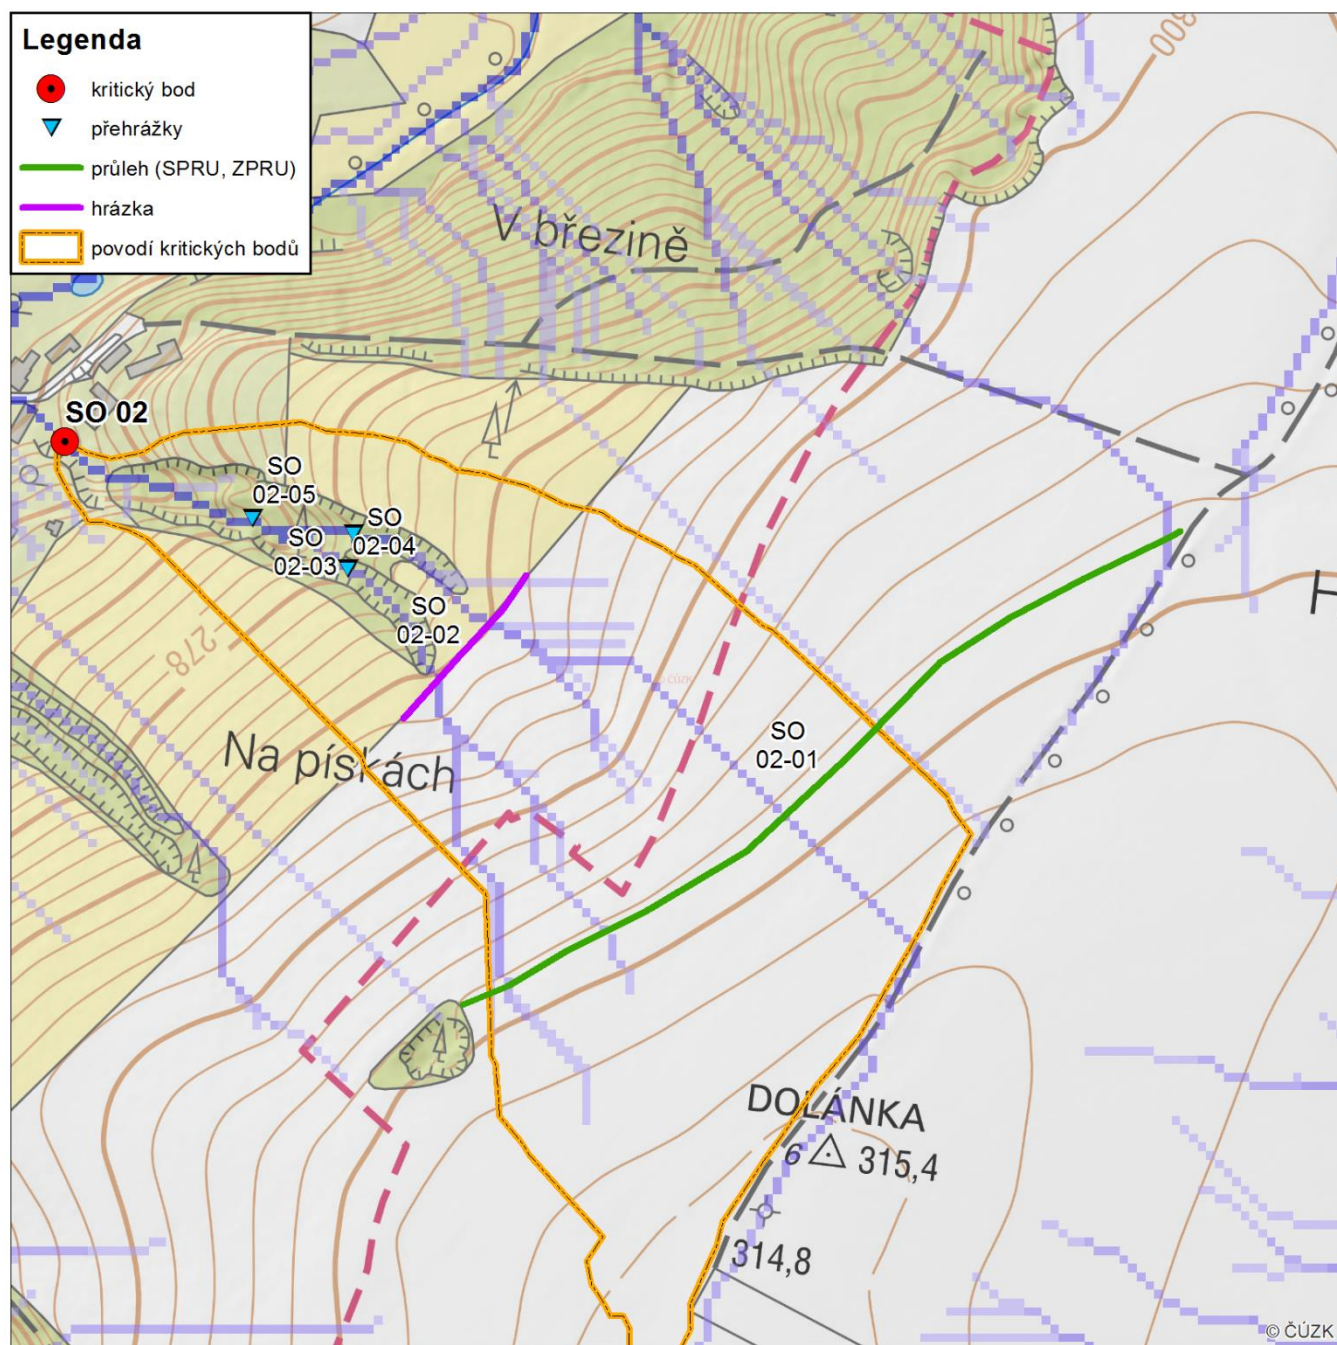 Legenda
kritický bod
přehrážky
průleh (SPRU, ZPRU)
hrázka
povodí kritických bodů
300
V březině
SO 02
SO
02-05
SO
02-04
SO
02-03
SO
02-02
278
© ČÚZK
H
SO
02-01
Na pískách
DOLÁNKA
6 315,4
314,8
© ČÚZK